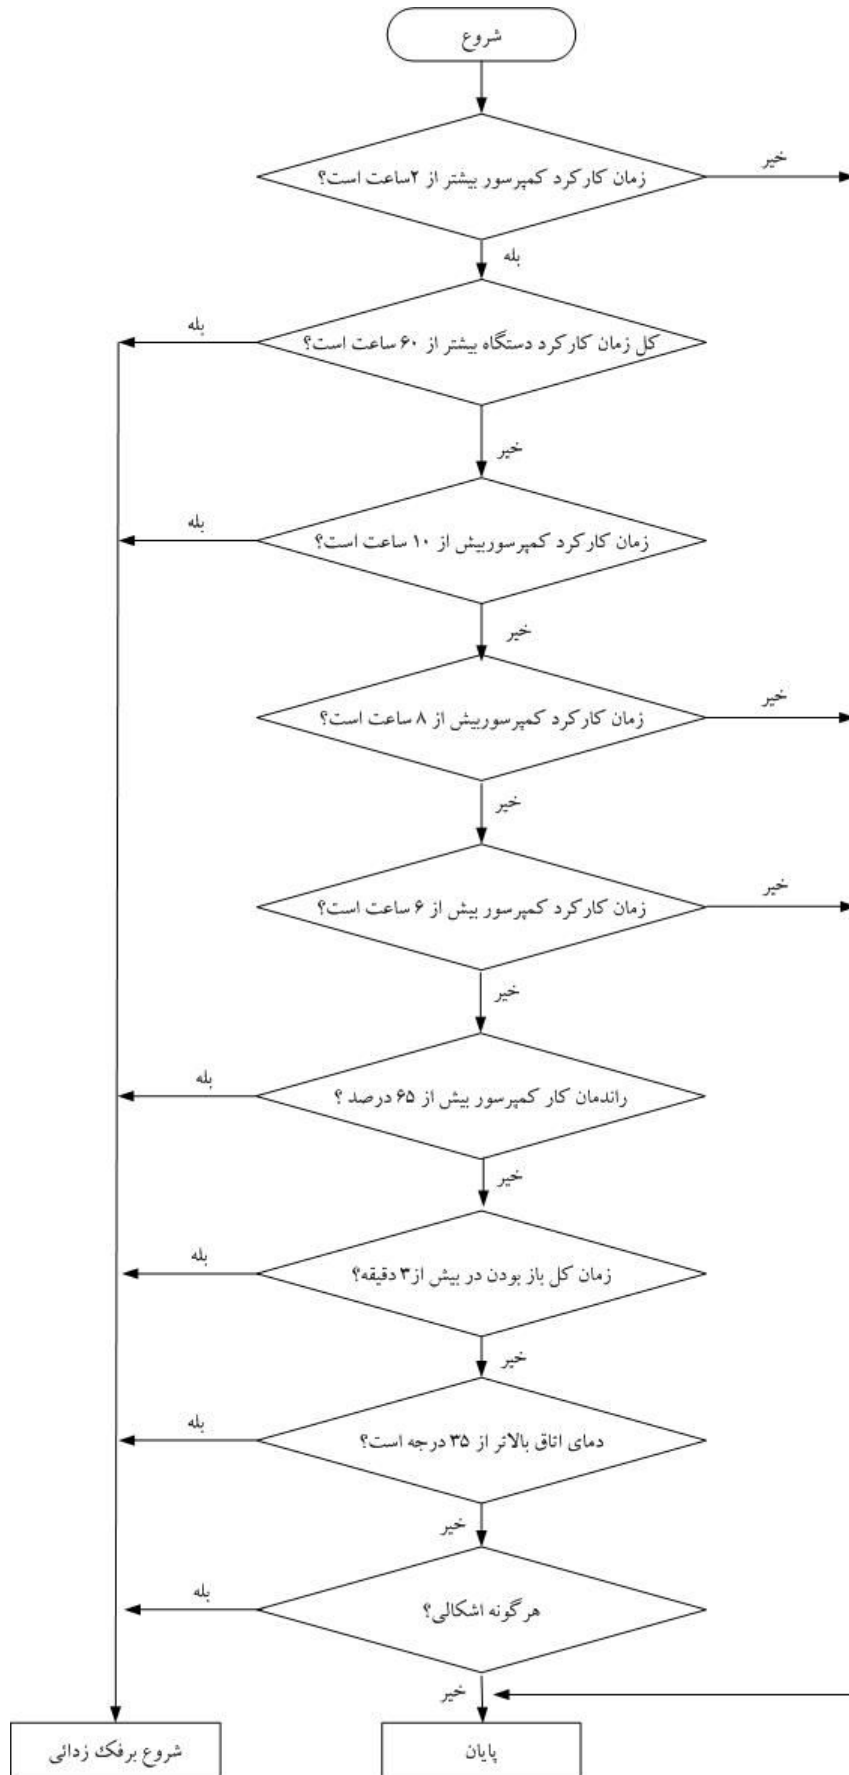 شروع
زمان کارکرد کمپرسور بیشتر از ۲ساعت است؟
خیر
بله
کل زمان کارکرد دستگاه بیشتر از ۶۰ ساعت است؟
بله
خیر
زمان کارکرد کمپرسوربیش از ۱۰ ساعت است؟
بله
خیر
زمان کارکرد کمپرسوربیش از ۸ ساعت است؟
خیر
خیر
زمان کارکرد کمپرسور بیش از ۶ ساعت است؟
خیر
خیر
راندمان کار کمپرسور بیش از ۶۵ درصد ؟
بله
خیر
زمان کل باز بودن در بیش از۳ دقیقه؟
بله
خیر
دمای اتاق بالاتر از ۳۵ درجه است؟
بله
خیر
هرگونه اشکالی؟
بله
خیر
پایان
شروع برفک زدائی